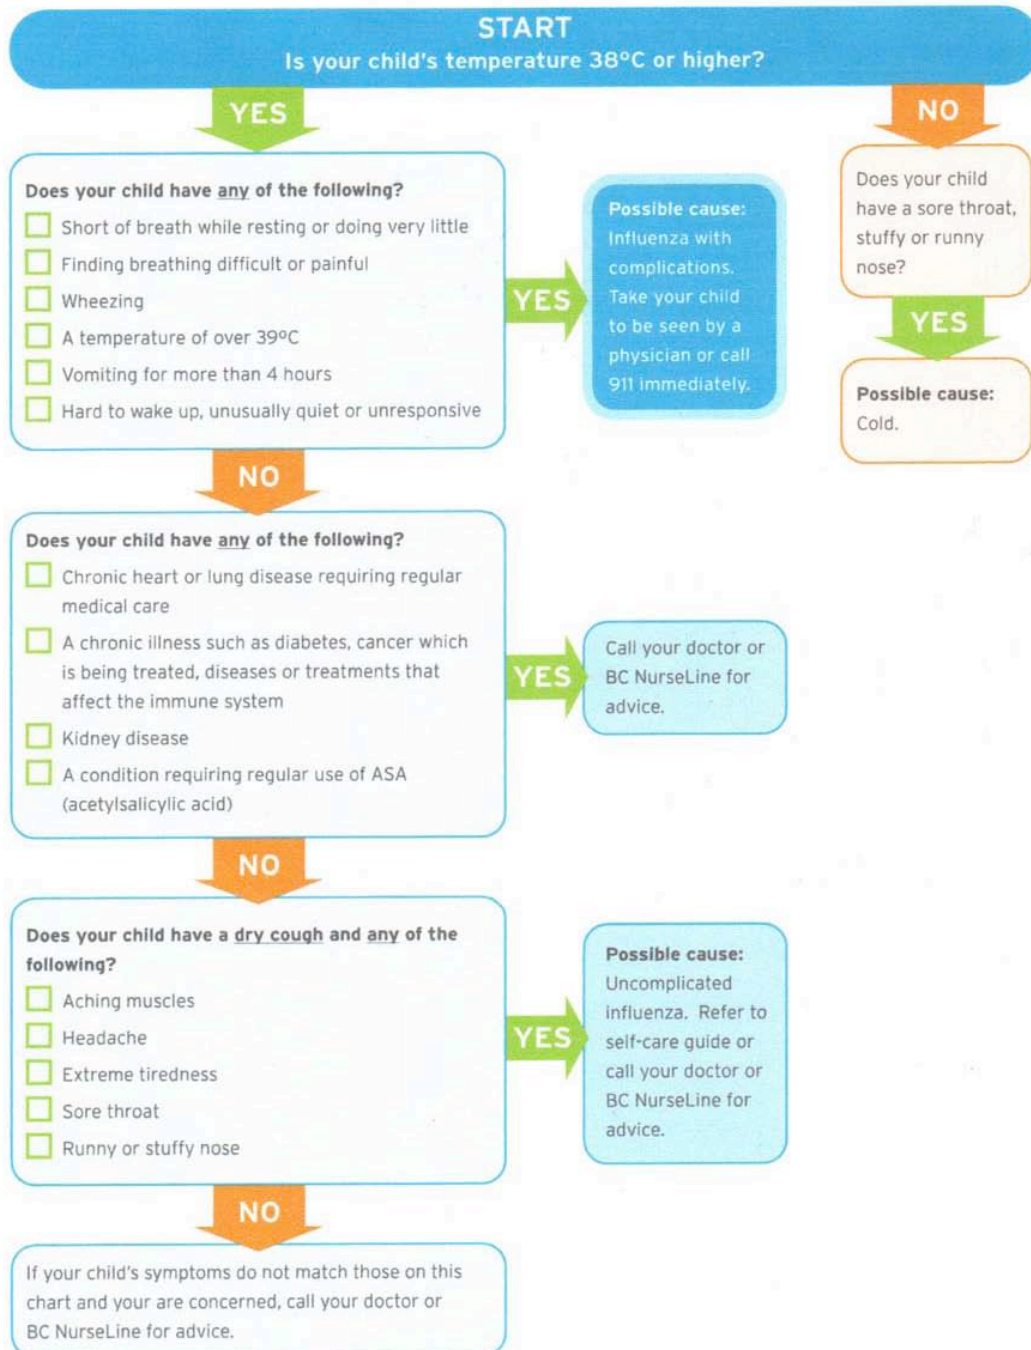 START
Is your child's temperature 38°C or higher?
YES
NO
Does your child have any of the following?
Short of breath while resting or doing very little
Finding breathing difficult or painful
Wheezing
A temperature of over 39°C
Vomiting for more than 4 hours
Hard to wake up, unusually quiet or unresponsive
YES
Possible cause:
Influenza with
complications.
Take your child
to be seen by a
physician or call
911 immediately.
Does your child
have a sore throat,
stuffy or runny
nose?
YES
Possible cause:
Cold.
NO
Does your child have any of the following?
Chronic heart or lung disease requiring regular
medical care
A chronic illness such as diabetes, cancer which
is being treated, diseases or treatments that
affect the immune system
Kidney disease
A condition requiring regular use of ASA
(acetylsalicylic acid)
YES
Call your doctor or
BC NurseLine for
advice.
NO
Does your child have a dry cough and any of the
following?
Aching muscles
Headache
Extreme tiredness
Sore throat
Runny or stuffy nose
YES
Possible cause:
Uncomplicated
influenza. Refer to
self-care guide or
call your doctor or
BC NurseLine for
advice.
NO
If your child's symptoms do not match those on this
chart and your are concerned, call your doctor or
BC NurseLine for advice.